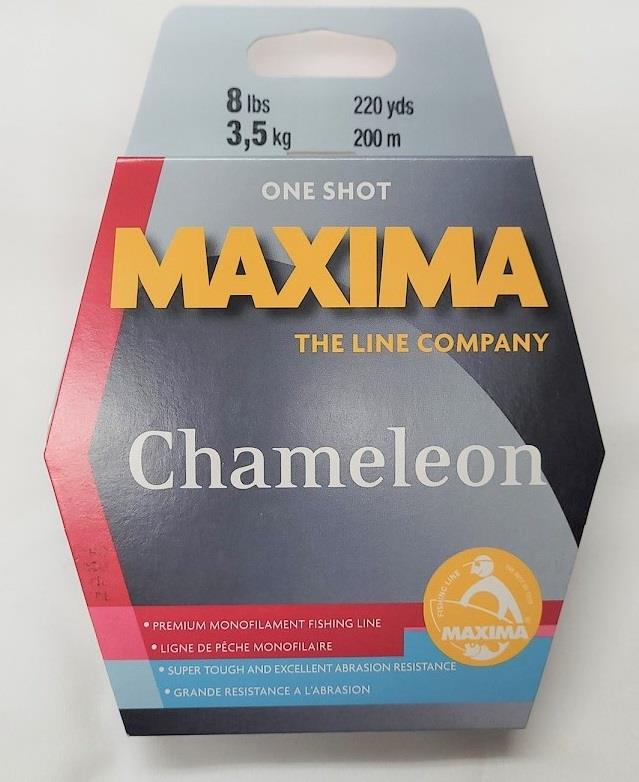 8 lbs 220 yds
3,5 kg 200 m
ONE SHOT
MAXIMA
THE LINE COMPANY
Chameleon
FISHING LINE
MAXIMA
• PREMIUM MONOFILAMENT FISHING LINE
• LIGNE DE PÊCHE MONOFILAIRE
• SUPER TOUGH AND EXCELLENT ABRASION RESISTANCE
• GRANDE RESISTANCE A L'ABRASION